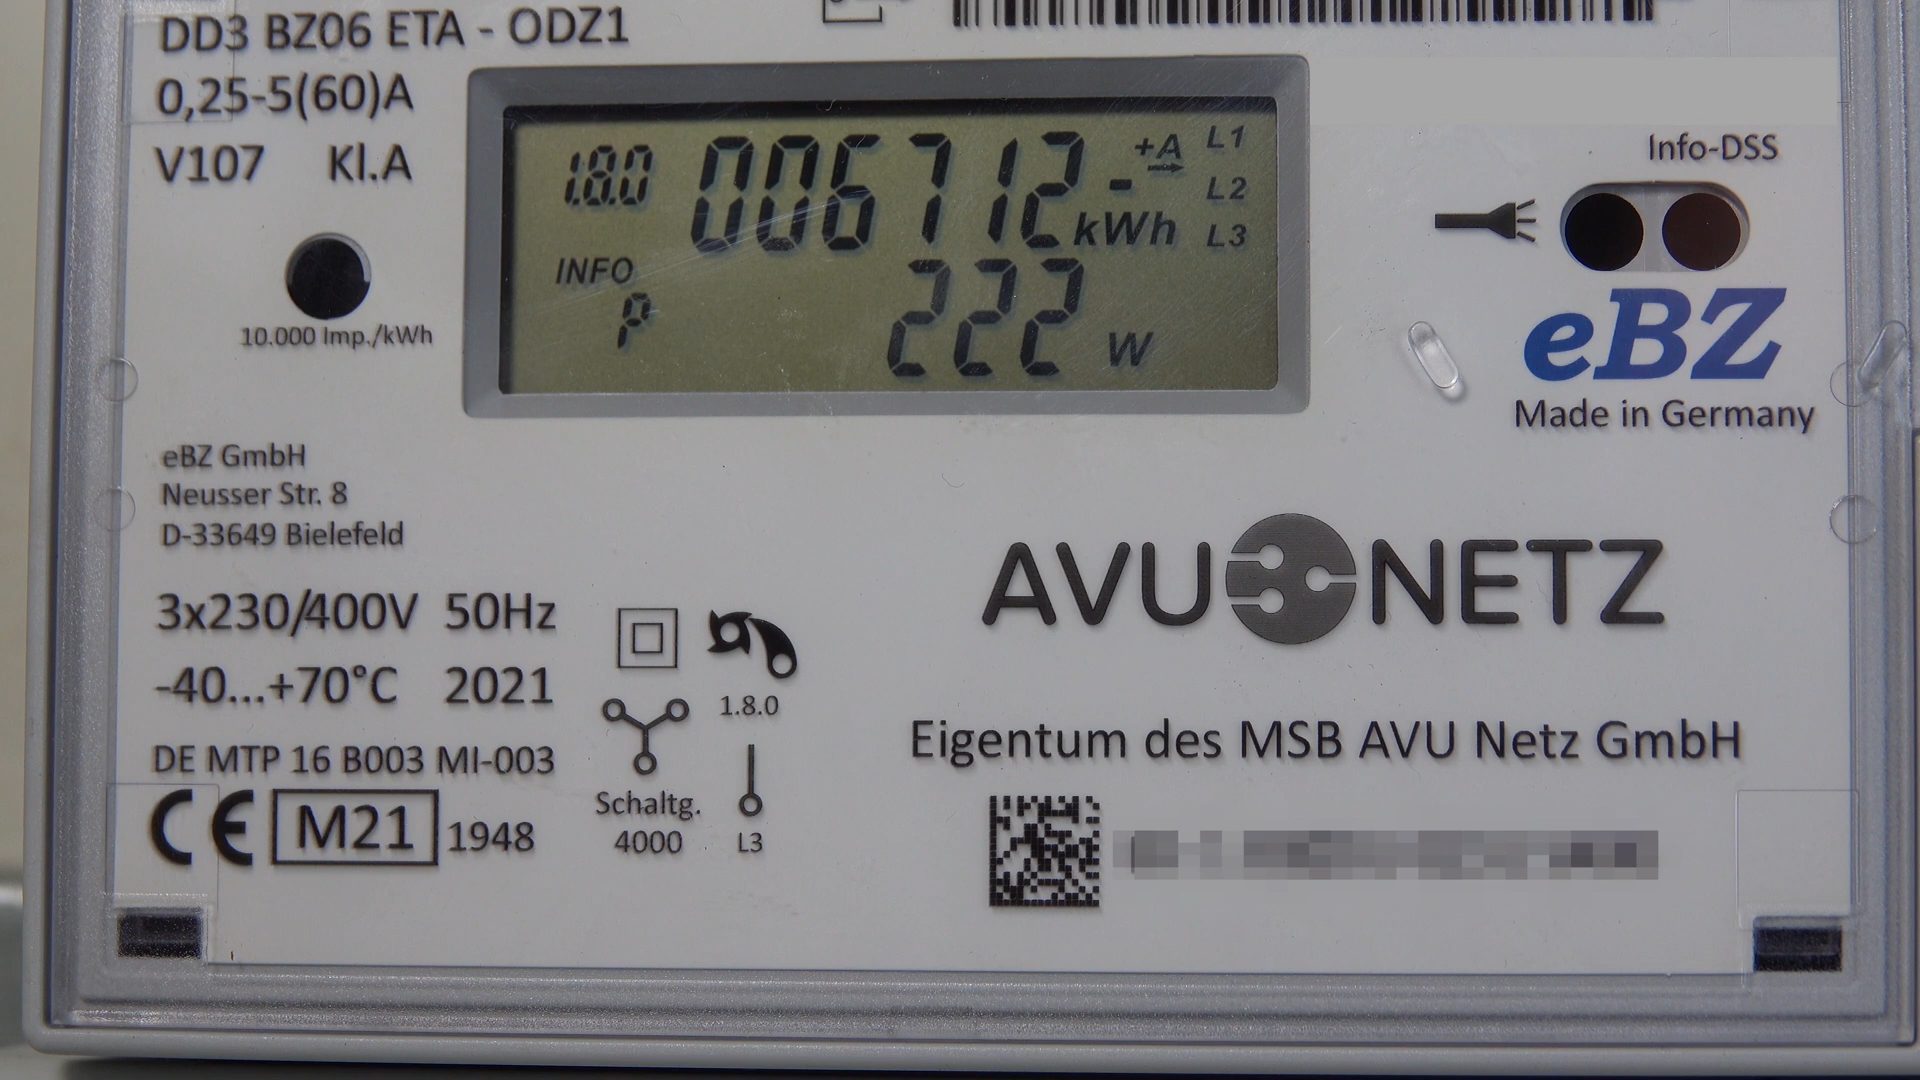 DD3 BZ06 ETA - ODZ1
0,25-5(60)A
V107 Kl.A
10.000 Imp./kWh
1.8.0 006712 kWh
+A
L1
L2
L3
INFO
P 222 W
Info-DSS
eBZ
Made in Germany
eBZ GmbH
Neusser Str. 8
D-33649 Bielefeld
3x230/400V 50Hz
-40...+70°C 2021
DE MTP 16 B003 MI-003
CE M21 1948
1.8.0
Schaltg.
4000
L3
AVU NETZ
Eigentum des MSB AVU Netz GmbH